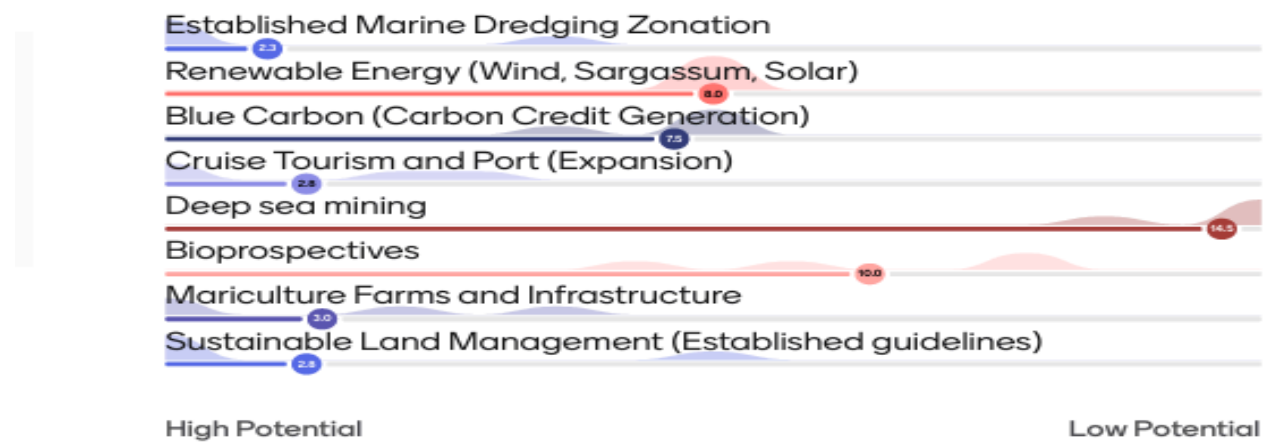 Established Marine Dredging Zonation
2.3
Renewable Energy (Wind, Sargassum, Solar)
8.0
Blue Carbon (Carbon Credit Generation)
7.5
Cruise Tourism and Port (Expansion)
2.8
Deep sea mining
14.5
Bioprospectives
10.0
Mariculture Farms and Infrastructure
3.0
Sustainable Land Management (Established guidelines)
2.8
High Potential
Low Potential